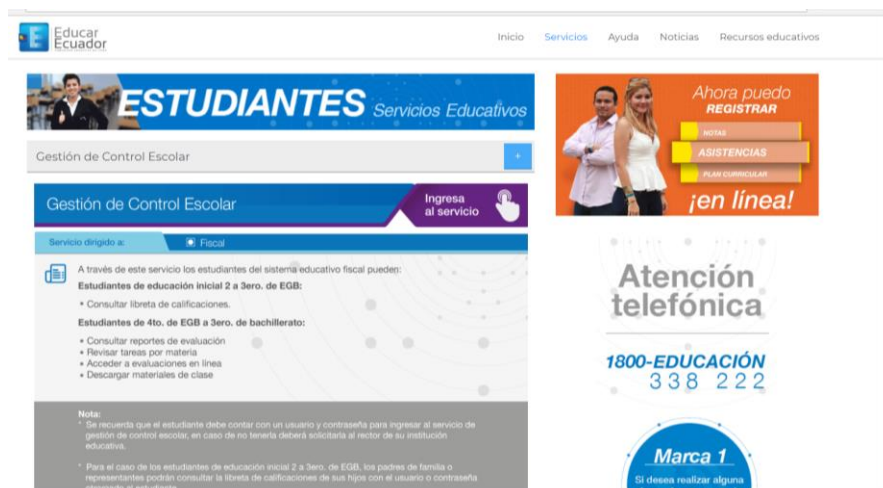 Educar
Ecuador
Inicio Servicios Ayuda Noticias Recursos educativos
ESTUDIANTES Servicios Educativos
Gestión de Control Escolar +
Gestión de Control Escolar
Ingresa
al servicio
Servicio dirigido a: Fiscal
A través de este servicio los estudiantes del sistema educativo fiscal pueden:
Estudiantes de educación inicial 2 a 3ero. de EGB:
* Consultar libreta de calificaciones.
Estudiantes de 4to. de EGB a 3ero. de bachillerato:
* Consultar reportes de evaluación
* Revisar tareas por materia
* Acceder a evaluaciones en línea
* Descargar materiales de clase
Nota:
* Se recuerda que el estudiante debe contar con un usuario y contraseña para ingresar al servicio de
gestión de control escolar, en caso de no tenerla deberá solicitarla al rector de su institución
educativa.
* Para el caso de los estudiantes de educación inicial 2 a 3ero. de EGB, los padres de familia o
representantes podrán consultar la libreta de calificaciones de sus hijos con el usuario o contraseña
Ahora puedo
REGISTRAR
NOTAS
ASISTENCIAS
PLAN CURRICULAR
¡en línea!
Atención
telefónica
1800-EDUCACIÓN
338 222
Marca 1
Si desea realizar alguna